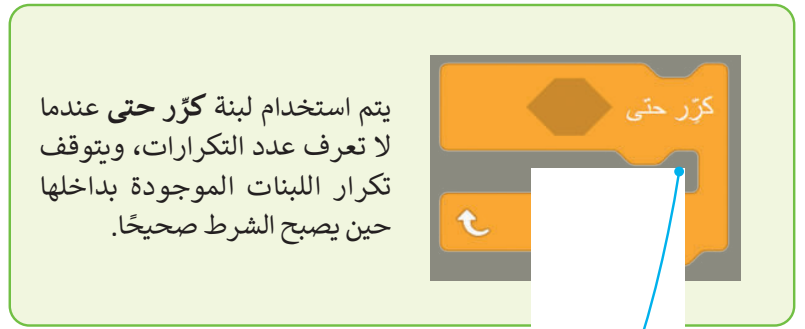 كرِّر حتى
يتم استخدام لبنة كرِّر حتى عندما
لا تعرف عدد التكرارات، ويتوقف
تكرار اللبنات الموجودة بداخلها
حين يصبح الشرط صحيحًا.